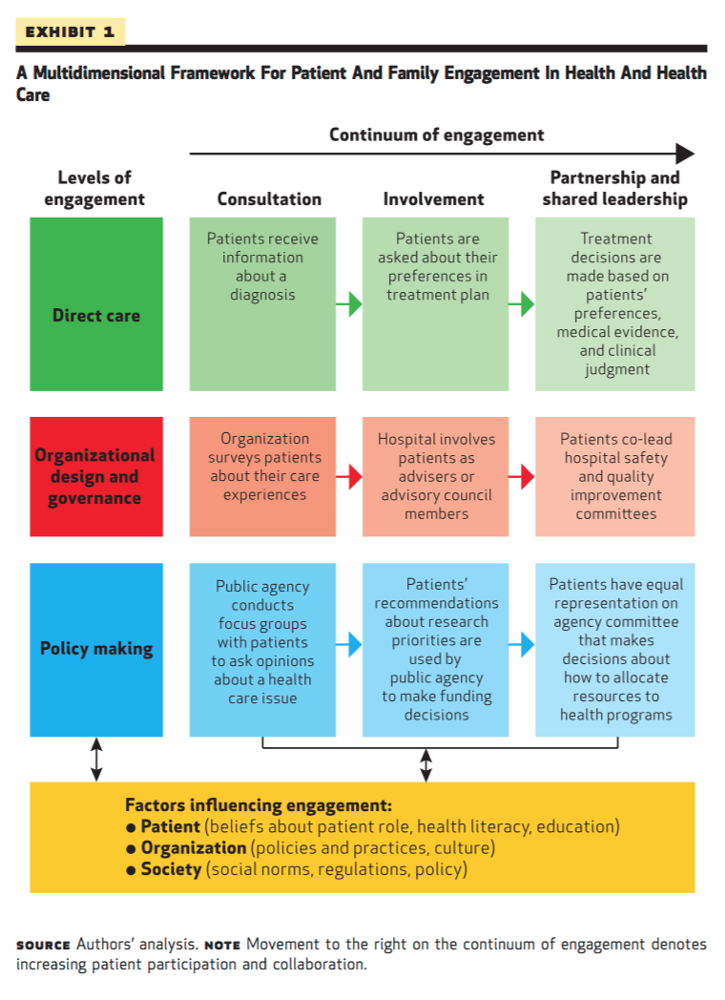 EXHIBIT 1
A Multidimensional Framework For Patient And Family Engagement In Health And Health
Care
Continuum of engagement
Levels of
engagement
Consultation
Involvement
Partnership and
shared leadership
Direct care
Patients receive
information
about a
diagnosis
Patients are
asked about their
preferences in
treatment plan
Treatment
decisions are
made based on
patients'
preferences,
medical evidence,
and clinical
judgment
Organizational
design and
governance
Organization
surveys patients
about their care
experiences
Hospital involves
patients as
advisers or
advisory council
members
Patients co-lead
hospital safety
and quality
improvement
committees
Policy making
Public agency
conducts
focus groups
with patients
to ask opinions
about a health
care issue
Patients'
recommendations
about research
priorities are
used by
public agency
to make funding
decisions
Patients have equal
representation on
agency committee
that makes
decisions about
how to allocate
resources to
health programs
Factors influencing engagement:
● Patient (beliefs about patient role, health literacy, education)
● Organization (policies and practices, culture)
● Society (social norms, regulations, policy)
SOURCE Authors' analysis. NOTE Movement to the right on the continuum of engagement denotes
increasing patient participation and collaboration.